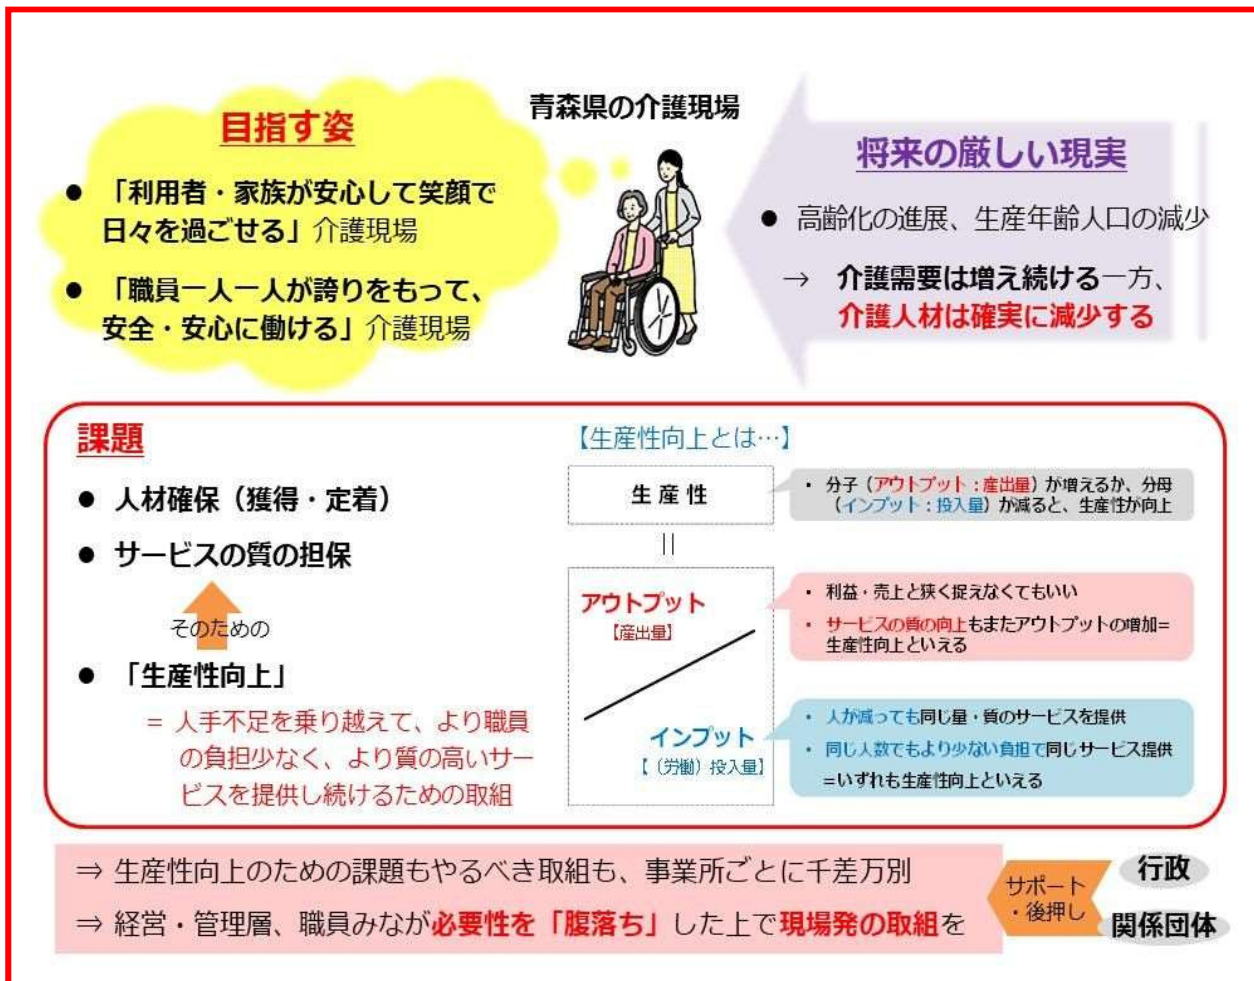 青森県の介護現場
目指す姿
● 「利用者・家族が安心して笑顔で
日々を過ごせる」介護現場
● 「職員一人一人が誇りをもって、
安全・安心に働ける」介護現場
将来の厳しい現実
● 高齢化の進展、生産年齢人口の減少
→ 介護需要は増え続ける一方、
介護人材は確実に減少する
課題
● 人材確保（獲得・定着）
● サービスの質の担保
そのための
● 「生産性向上」
= 人手不足を乗り越えて、より職員
の負担少なく、より質の高いサー
ビスを提供し続けるための取組
【生産性向上とは…】
生産性
||
アウトプット
【産出量】
インプット
【（労働）投入量】
・ 分子（アウトプット：産出量）が増えるか、分母
（インプット：投入量）が減ると、生産性が向上
・ 利益・売上と狭く捉えなくてもいい
・ サービスの質の向上もまたアウトプットの増加=
生産性向上といえる
・ 人が減っても同じ量・質のサービスを提供
・ 同じ人数でもより少ない負担で同じサービス提供
=いずれも生産性向上といえる
⇒ 生産性向上のための課題もやるべき取組も、事業所ごとに千差万別
⇒ 経営・管理層、職員みなが必要性を「腹落ち」した上で現場発の取組を
サポート
・後押し
行政
関係団体